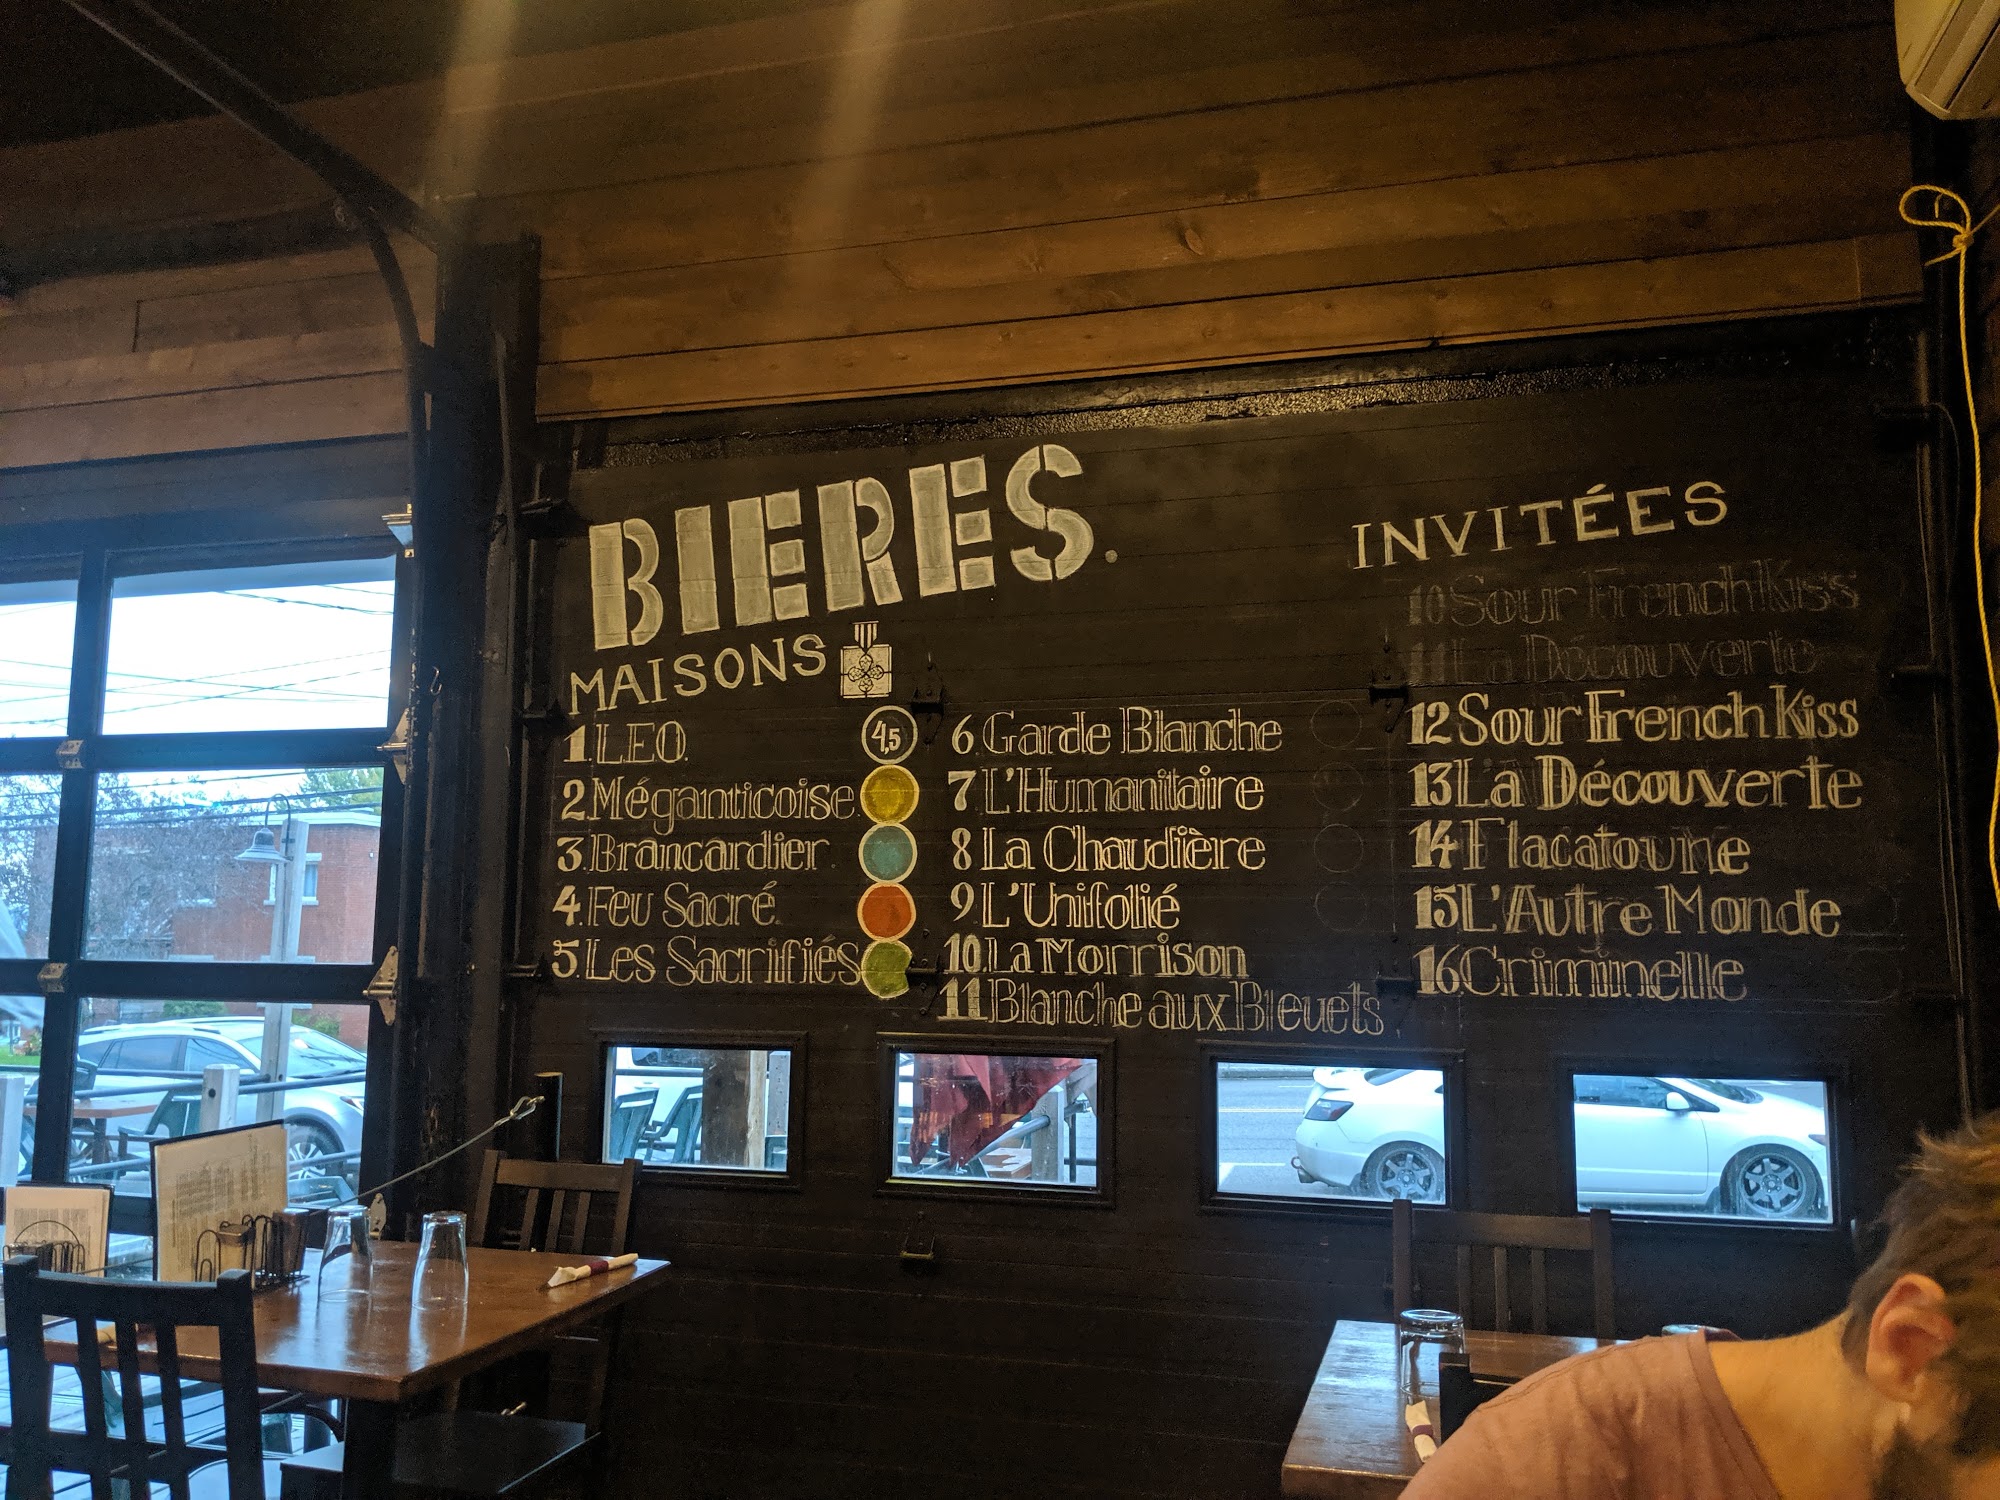 BIERES.
MAISONS
1. LEO.
4,5
2. Méganticoise
3. Brancardier.
4. Feu Sacré
5. Les Sacrifiés
6. Garde Blanche
7. L'Humanitaire
8. La Chaudière
9. L'Unifolié
10. La Morrison
11 Blanche aux Bleuets
INVITÉES
10 Sour French Kiss
11 La Découverte
12 Sour French Kiss
13 La Découverte
14 Flacatoune
15 L'Autre Monde
16 Criminelle